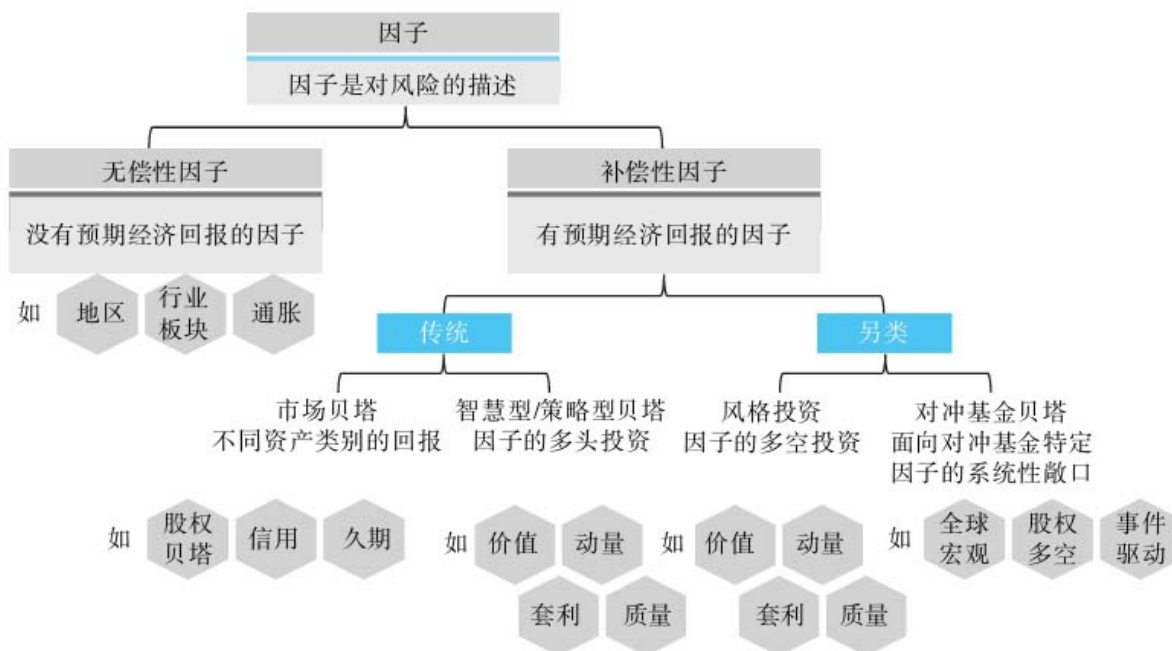 因子
因子是对风险的描述
无偿性因子
没有预期经济回报的因子
如
地区
行业
板块
通胀
补偿性因子
有预期经济回报的因子
传统
市场贝塔
不同资产类别的回报
如
股权
贝塔
信用
久期
智慧型/策略型贝塔
因子的多头投资
如
价值
动量
套利
质量
另类
风格投资
因子的多空投资
如
价值
动量
套利
质量
对冲基金贝塔
面向对冲基金特定
因子的系统性敞口
如
全球
宏观
股权
多空
事件
驱动